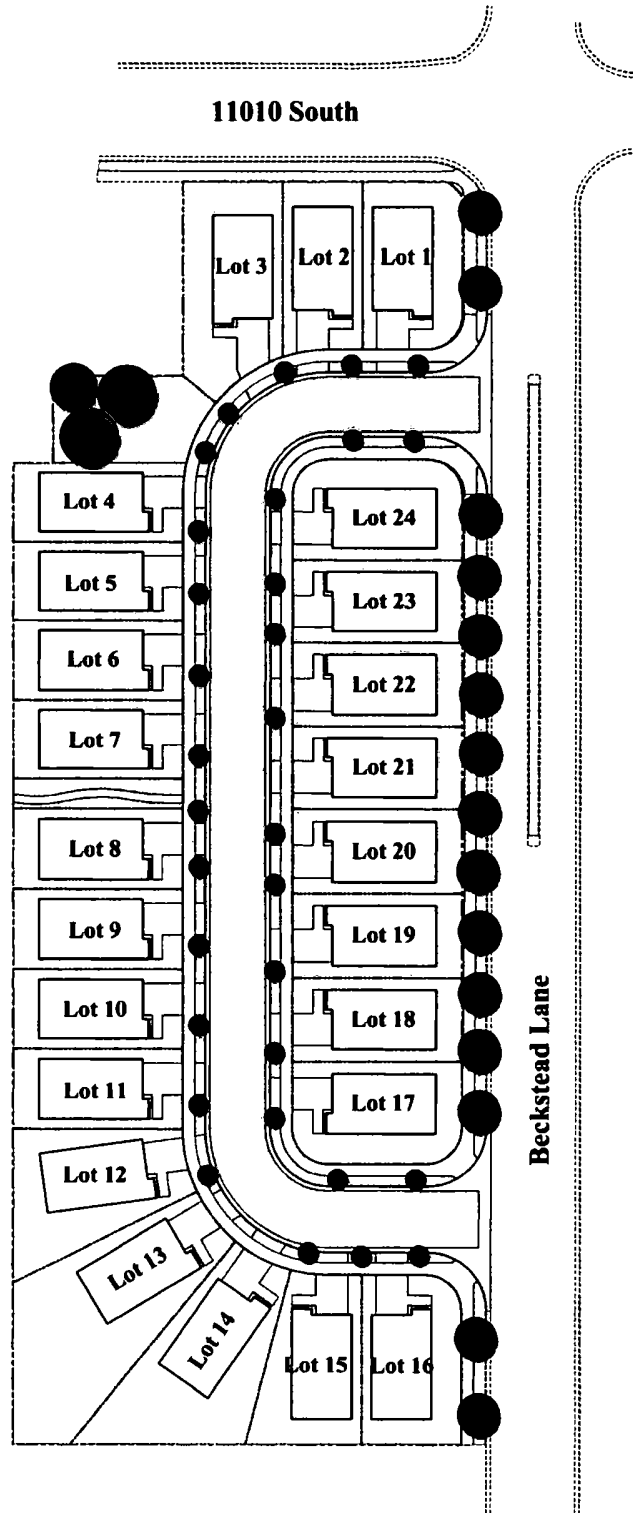 11010 South
Lot 3
Lot 2
Lot 1
Lot 4
Lot 24
Lot 5
Lot 23
Lot 6
Lot 22
Lot 7
Lot 21
Lot 8
Lot 20
Lot 9
Lot 19
Lot 10
Lot 18
Lot 11
Lot 17
Beckstead Lane
Lot 12
Lot 13
Lot 14
Lot 15
Lot 16